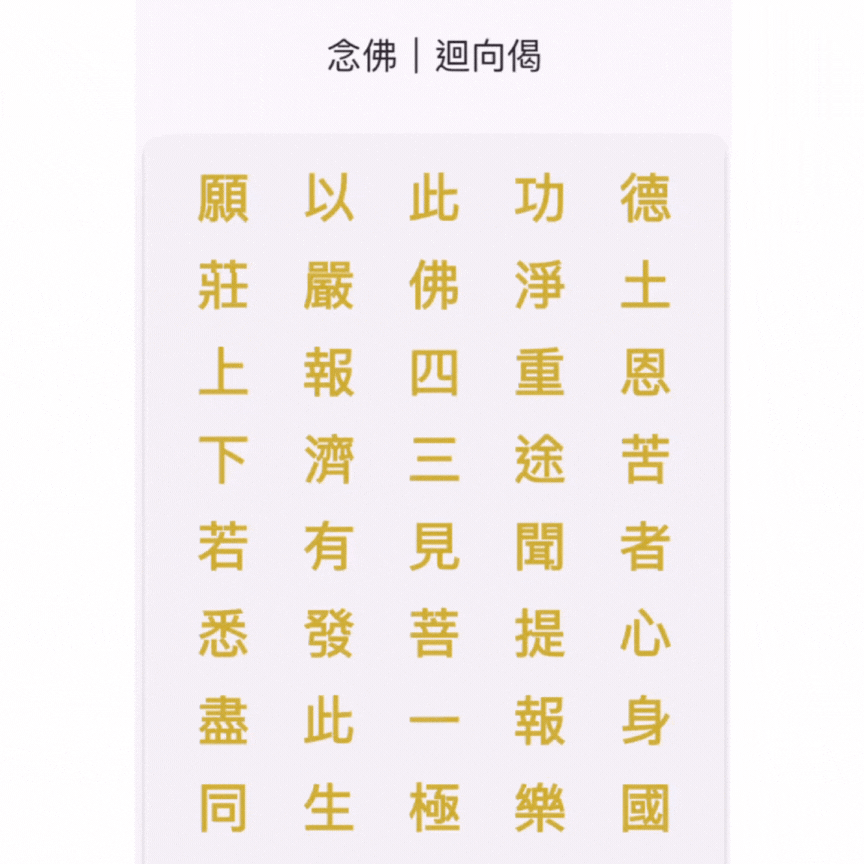 念佛｜迴向偈
願以此功德
莊嚴佛淨土
上報四重恩
下濟三途苦
若有見聞者
悉發菩提心
盡此一報身
同生極樂國